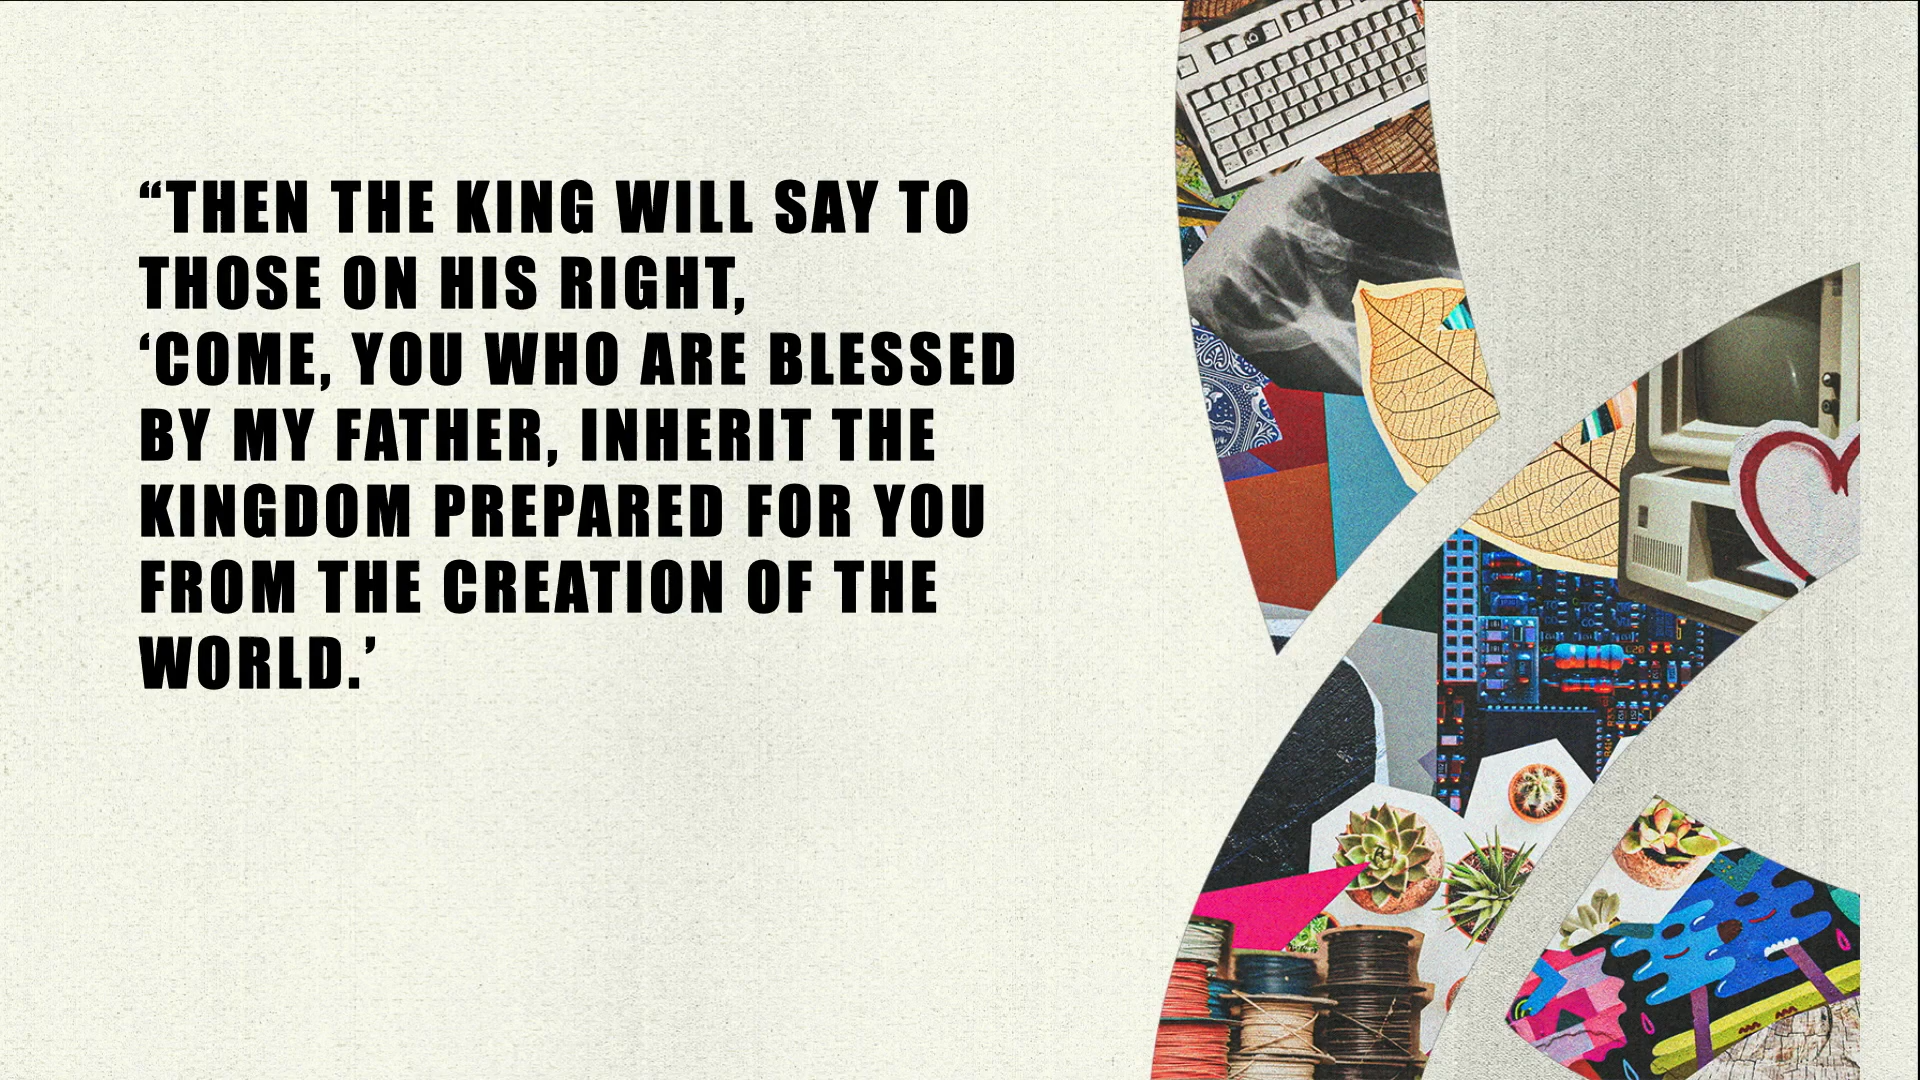 “THEN THE KING WILL SAY TO
THOSE ON HIS RIGHT,
‘COME, YOU WHO ARE BLESSED
BY MY FATHER, INHERIT THE
KINGDOM PREPARED FOR YOU
FROM THE CREATION OF THE
WORLD.’